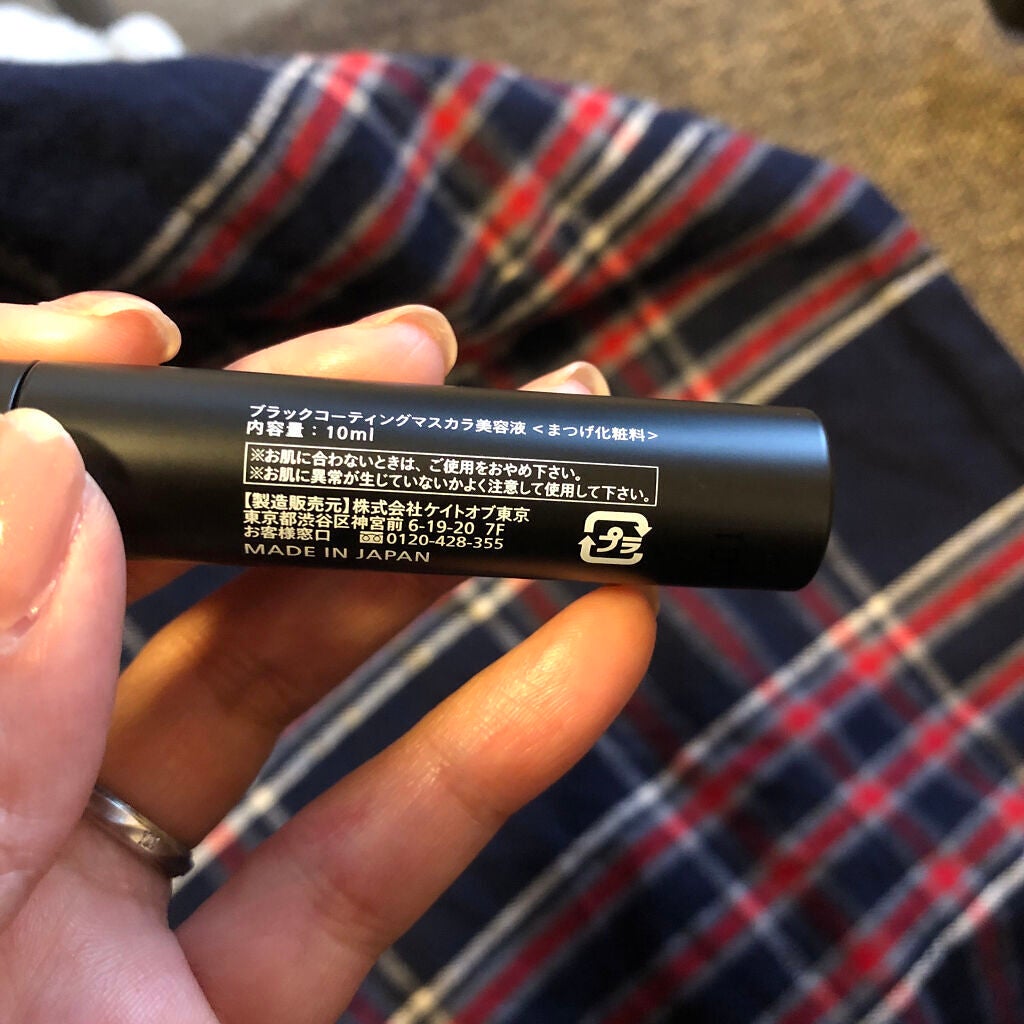 ブラックコーティングマスカラ美容液 <まつげ化粧料>
内容量:10ml
※お肌に合わないときは、ご使用をおやめ下さい。
※お肌に異常が生じていないかよく注意して使用して下さい。
【製造販売元】株式会社ケイトオブ東京
東京都渋谷区神宮前 6-19-20 7F
お客様窓口 0120-428-355
MADE IN JAPAN
プラ